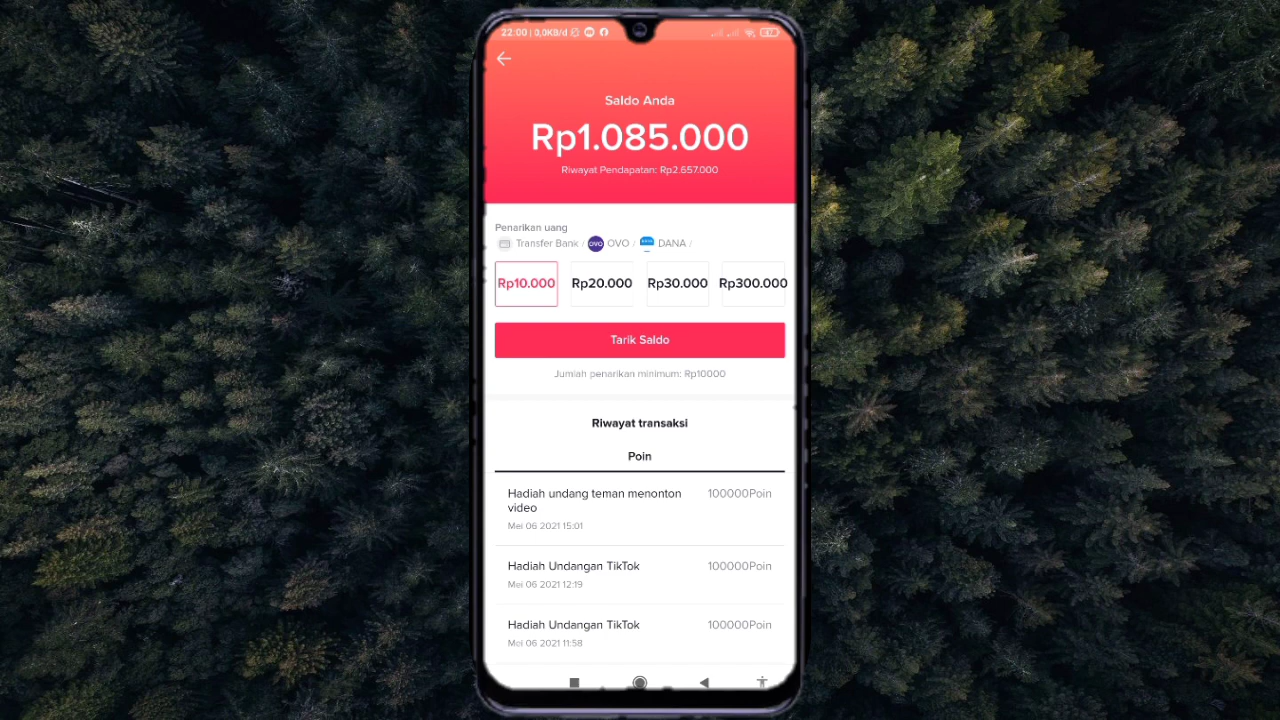 22:00 | 0,0KB/d
Saldo Anda
Rp1.085.000
Riwayat Pendapatan: Rp2.557.000
Penarikan uang
Transfer Bank / OVO OVO / DANA /
Rp10.000 Rp20.000 Rp30.000 Rp300.000
Tarik Saldo
Jumlah penarikan minimum: Rp10000
Riwayat transaksi
Poin
Hadiah undang teman menonton 100000Poin
video
Mei 06 2021 15:01
Hadiah Undangan TikTok 100000Poin
Mei 06 2021 12:19
Hadiah Undangan TikTok 100000Poin
Mei 06 2021 11:58